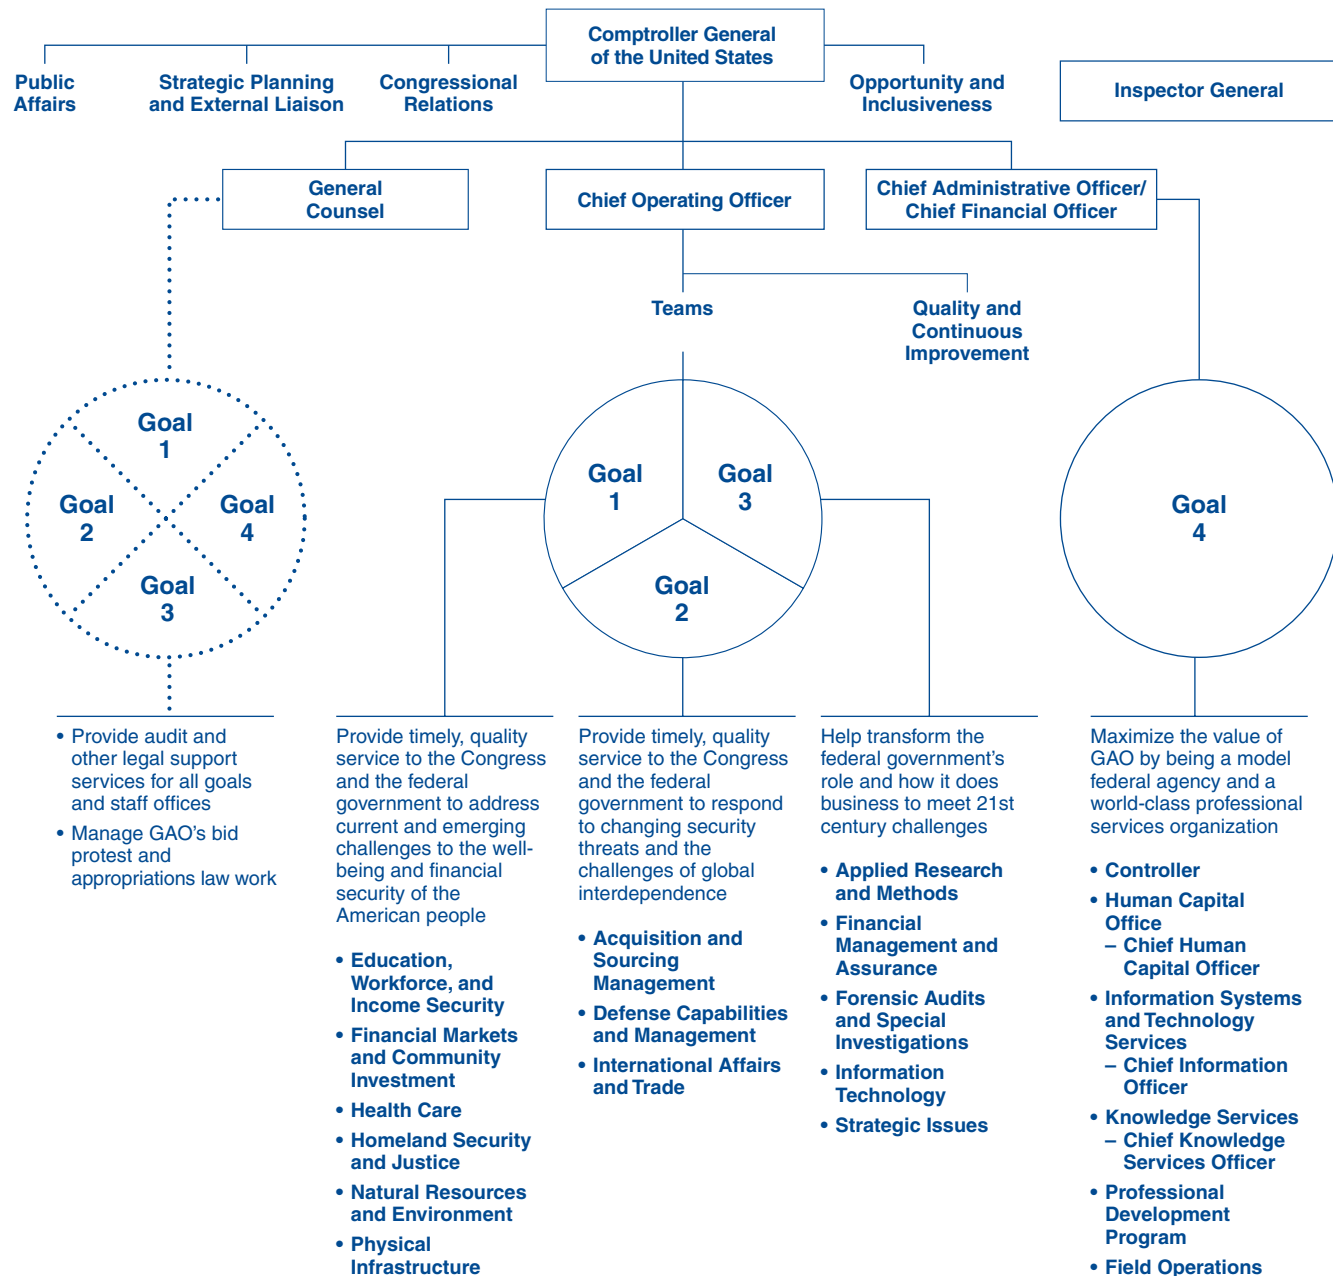 Comptroller General
of the United States
Public
Affairs
Strategic Planning
and External Liaison
Congressional
Relations
Opportunity and
Inclusiveness
Inspector General
General
Counsel
Chief Operating Officer
Chief Administrative Officer/
Chief Financial Officer
Teams
Quality and
Continuous
Improvement
Goal
1
Goal
2
Goal
4
Goal
3
Goal
1
Goal
3
Goal
2
Goal
4
• Provide audit and
other legal support
services for all goals
and staff offices
• Manage GAO's bid
protest and
appropriations law work
Provide timely, quality
service to the Congress
and the federal
government to address
current and emerging
challenges to the well-
being and financial
security of the
American people
• Education,
Workforce, and
Income Security
• Financial Markets
and Community
Investment
• Health Care
• Homeland Security
and Justice
• Natural Resources
and Environment
• Physical
Infrastructure
Provide timely, quality
service to the Congress
and the federal
government to respond
to changing security
threats and the
challenges of global
interdependence
• Acquisition and
Sourcing
Management
• Defense Capabilities
and Management
• International Affairs
and Trade
Help transform the
federal government's
role and how it does
business to meet 21st
century challenges
• Applied Research
and Methods
• Financial
Management and
Assurance
• Forensic Audits
and Special
Investigations
• Information
Technology
• Strategic Issues
Maximize the value of
GAO by being a model
federal agency and a
world-class professional
services organization
• Controller
• Human Capital
Office
– Chief Human
Capital Officer
• Information Systems
and Technology
Services
– Chief Information
Officer
• Knowledge Services
– Chief Knowledge
Services Officer
• Professional
Development
Program
• Field Operations